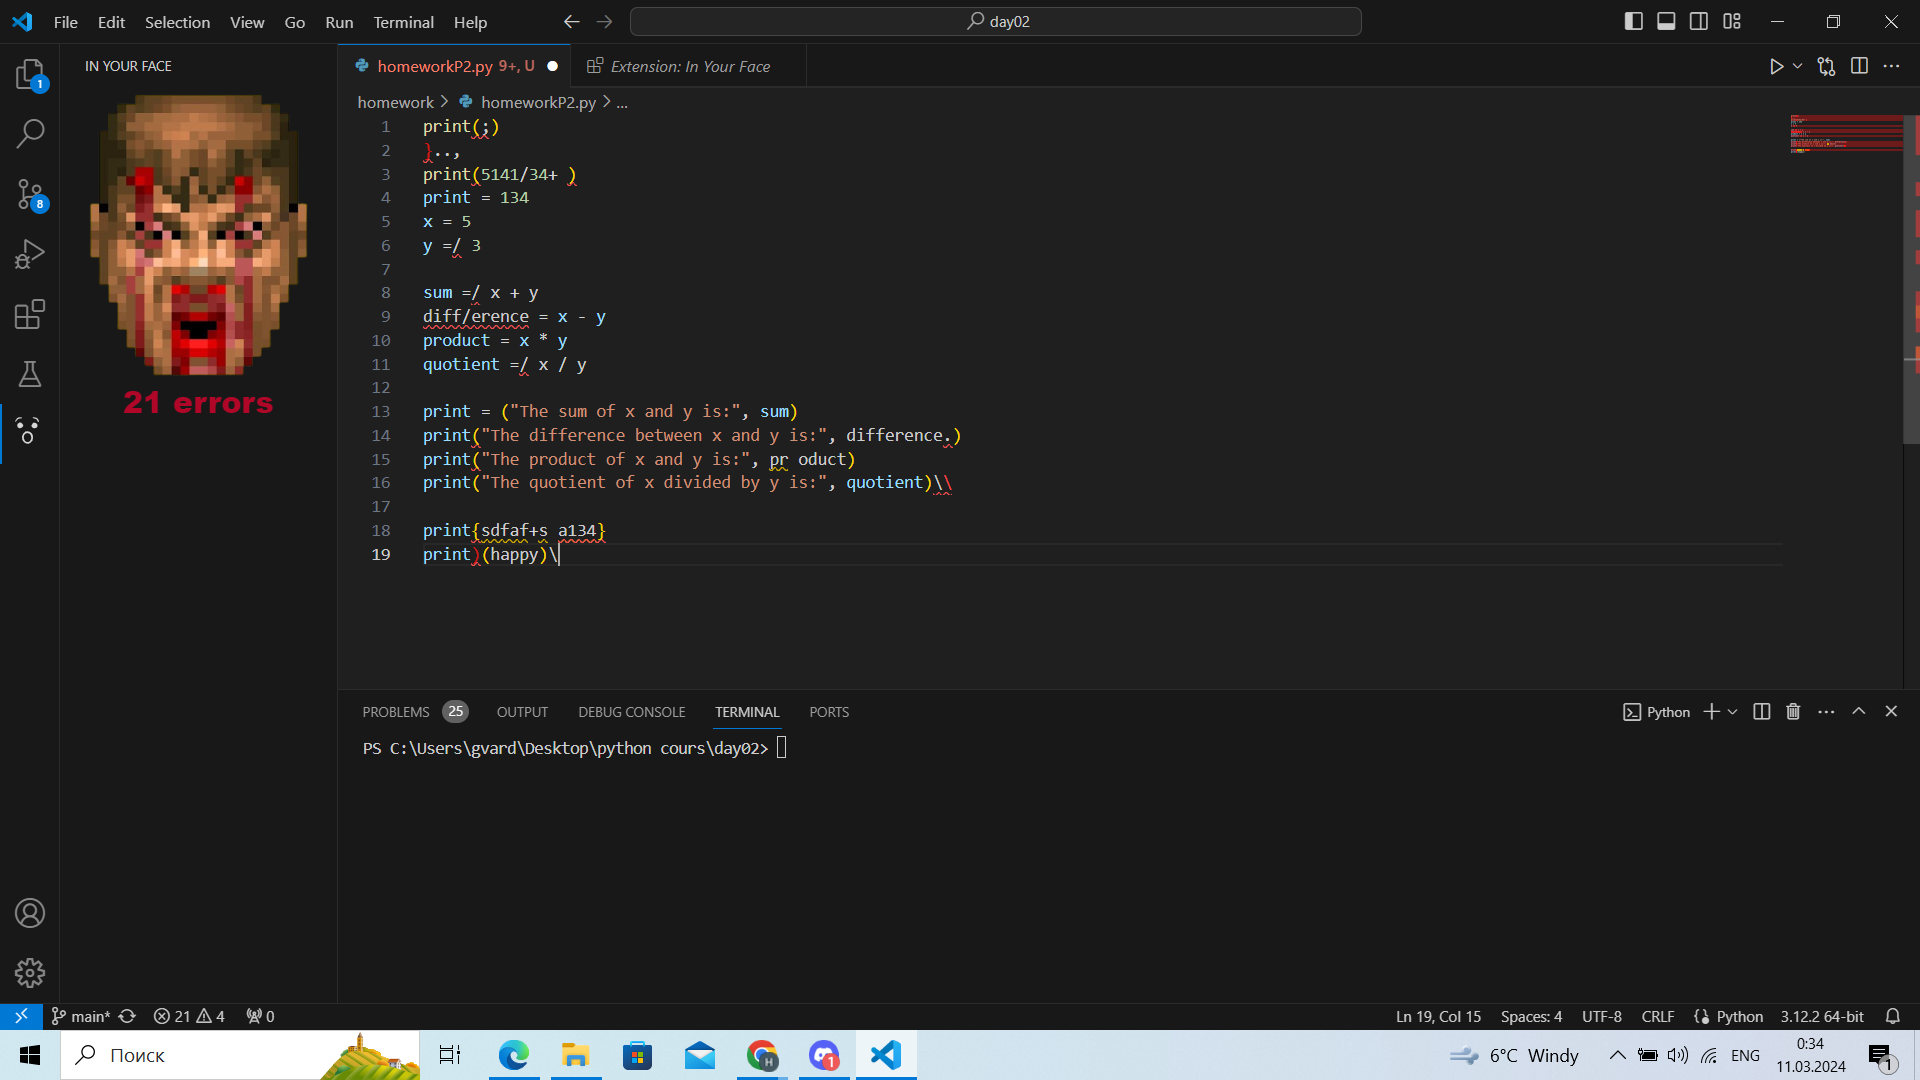 File Edit Selection View Go Run Terminal Help
day02
IN YOUR FACE
21 errors
homeworkP2.py 9+, U
Extension: In Your Face
homework > homeworkP2.py > ...
1 print(;)
2 }..,
3 print(5141/34+ )
4 print = 134
5 x = 5
6 y =/ 3
7
8 sum =/ x + y
9 diff/erence = x - y
10 product = x * y
11 quotient =/ x / y
12
13 print = ("The sum of x and y is:", sum)
14 print("The difference between x and y is:", difference.)
15 print("The product of x and y is:", pr oduct)
16 print("The quotient of x divided by y is:", quotient)\\
17
18 print{sdfaf+s a134}
19 print)(happy)\
PROBLEMS 25 OUTPUT DEBUG CONSOLE TERMINAL PORTS
Python
PS C:\Users\gvard\Desktop\python cours\day02>
1
8
main* 21 4 0
Ln 19, Col 15 Spaces: 4 UTF-8 CRLF Python 3.12.2 64-bit
Поиск
H
1
6°C Windy
ENG
0:34
11.03.2024
1